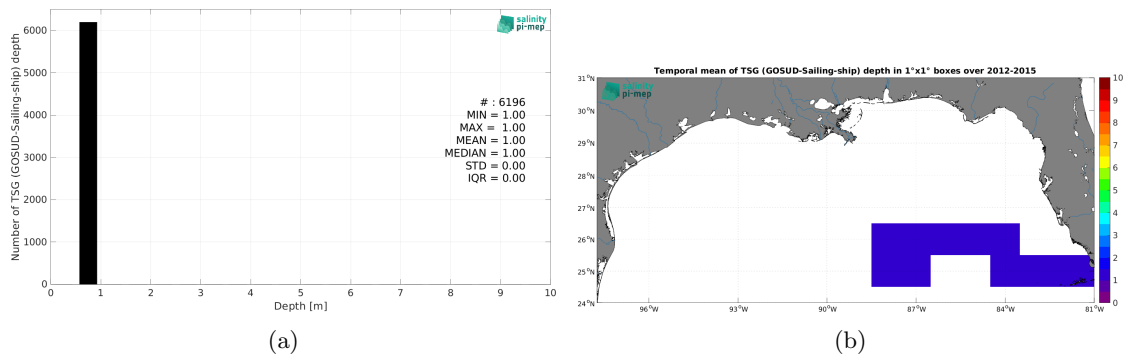 salinity
pi-mep
Number of TSG (GOSUD-Sailing-ship) depth
6000
5000
4000
3000
2000
1000
0
# : 6196
MIN = 1.00
MAX = 1.00
MEAN = 1.00
MEDIAN = 1.00
STD = 0.00
IQR = 0.00
0 1 2 3 4 5 6 7 8 9 10
Depth [m]
(a)
Temporal mean of TSG (GOSUD-Sailing-ship) depth in 1°x1° boxes over 2012-2015
salinity
pi-mep
31°N
30°N
29°N
28°N
27°N
26°N
25°N
24°N
96°W 93°W 90°W 87°W 84°W 81°W
10
9
8
7
6
5
4
3
2
1
0
(b)